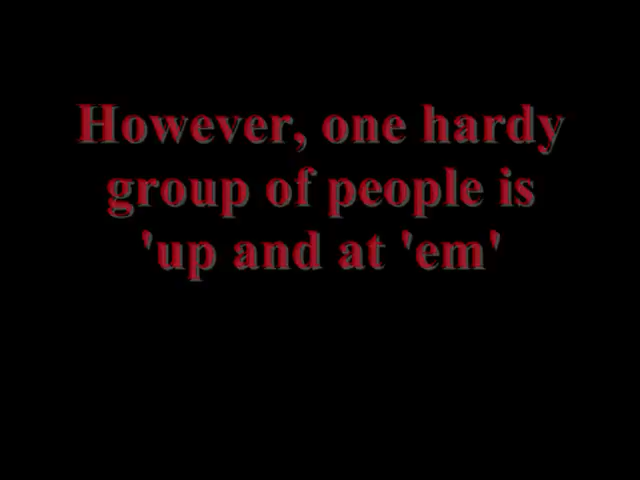 However, one hardy
group of people is
'up and at 'em'